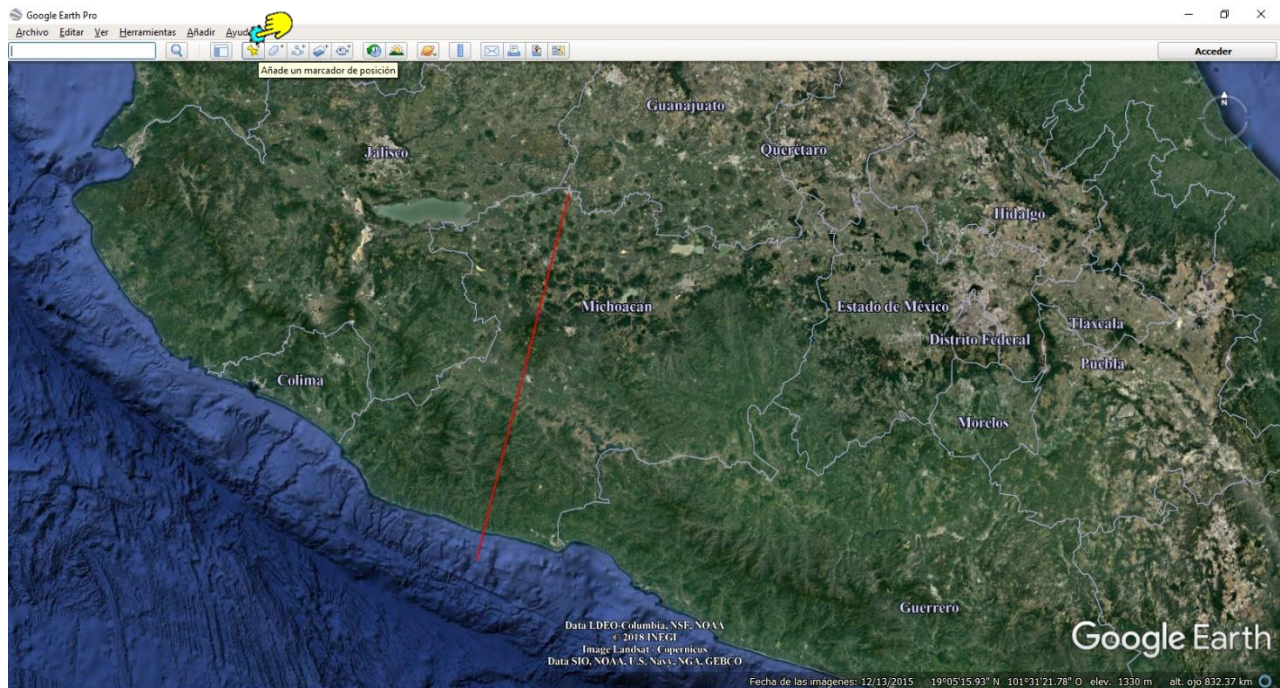 Google Earth Pro
Archivo Editar Ver Herramientas Añadir Ayud
Acceder
Añade un marcador de posición
N
Guanajuato
Jalisco
Querétaro
Hidalgo
Michoacán
Estado de México
Tlaxcala
Distrito Federal
Puebla
Colima
Morelos
Guerrero
Data LDEO-Columbia, NSF, NOAA
© 2018 INEGI
Image Landsat / Copernicus
Data SIO, NOAA, U.S. Navy, NGA, GEBCO
Google Earth
Fecha de las imágenes: 12/13/2015 19°05'15.93" N 101°31'21.78" O elev. 1330 m alt. ojo 832.37 km